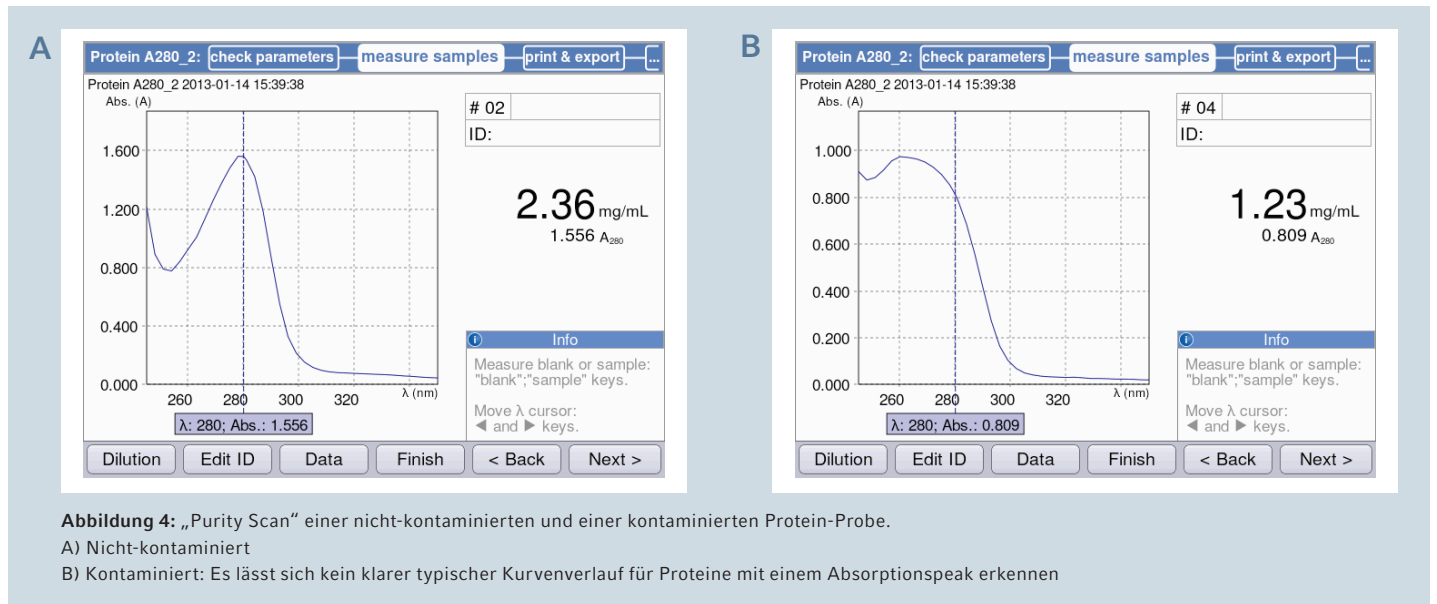 A
Protein A280_2: check parameters measure samples print & export ...
Protein A280_2 2013-01-14 15:39:38
Abs. (A)
1.600
1.200
0.800
0.400
0.000
260 280 300 320 λ (nm)
λ: 280; Abs.: 1.556
# 02
ID:
2.36 mg/mL
1.556 A280
i Info
Measure blank or sample:
"blank";"sample" keys.
Move λ cursor:
◀ and ▶ keys.
Dilution Edit ID Data Finish < Back Next >
B
Protein A280_2: check parameters measure samples print & export ...
Protein A280_2 2013-01-14 15:39:38
Abs. (A)
1.000
0.800
0.600
0.400
0.200
0.000
260 280 300 320 λ (nm)
λ: 280; Abs.: 0.809
# 04
ID:
1.23 mg/mL
0.809 A280
i Info
Measure blank or sample:
"blank";"sample" keys.
Move λ cursor:
◀ and ▶ keys.
Dilution Edit ID Data Finish < Back Next >
Abbildung 4: „Purity Scan“ einer nicht-kontaminierten und einer kontaminierten Protein-Probe.
A) Nicht-kontaminiert
B) Kontaminiert: Es lässt sich kein klarer typischer Kurvenverlauf für Proteine mit einem Absorptionspeak erkennen